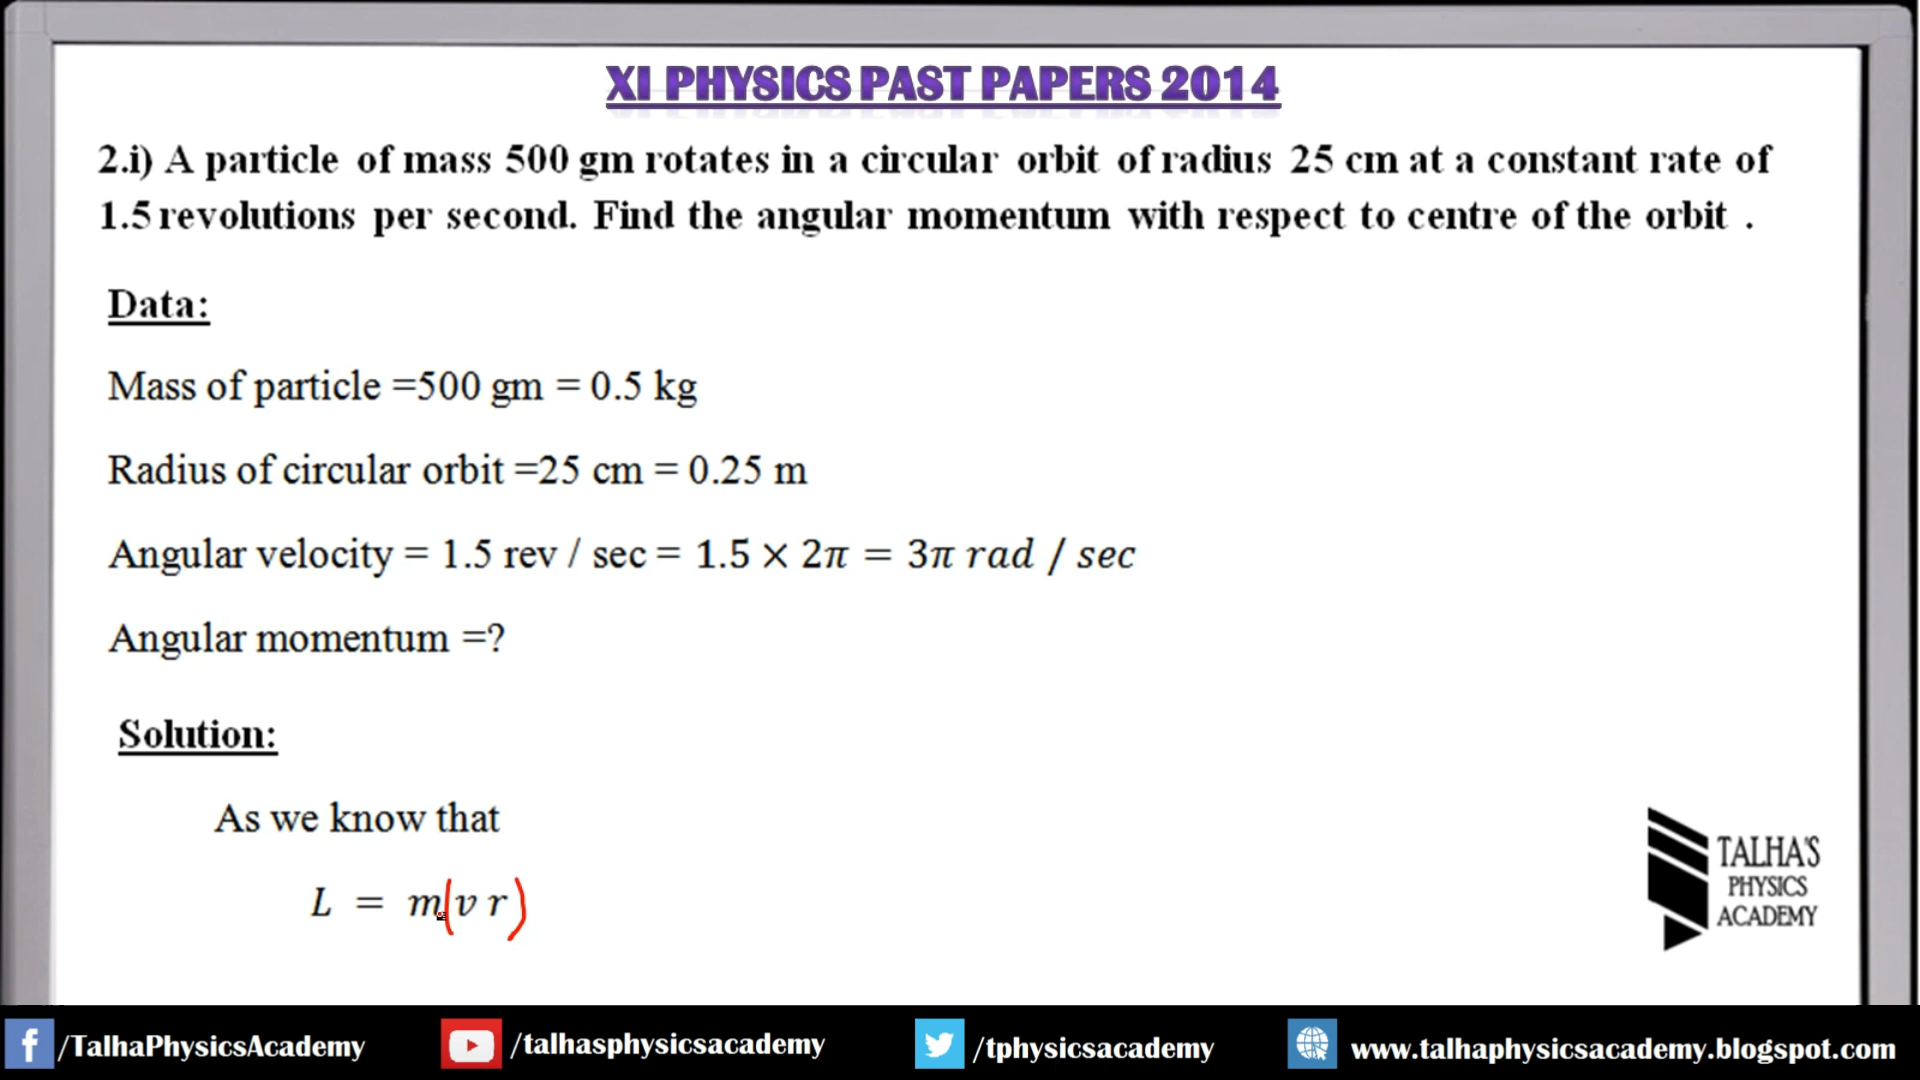 XI PHYSICS PAST PAPERS 2014
2.i) A particle of mass 500 gm rotates in a circular orbit of radius 25 cm at a constant rate of
1.5 revolutions per second. Find the angular momentum with respect to centre of the orbit .
Data:
Mass of particle =500 gm = 0.5 kg
Radius of circular orbit =25 cm = 0.25 m
Angular velocity = 1.5 rev / sec = 1.5 × 2π = 3π rad / sec
Angular momentum =?
Solution:
As we know that
L = m(v r)
TALHA'S
PHYSICS
ACADEMY
/TalhaPhysicsAcademy
/talhasphysicsacademy
/tphysicsacademy
www.talhaphysicsacademy.blogspot.com